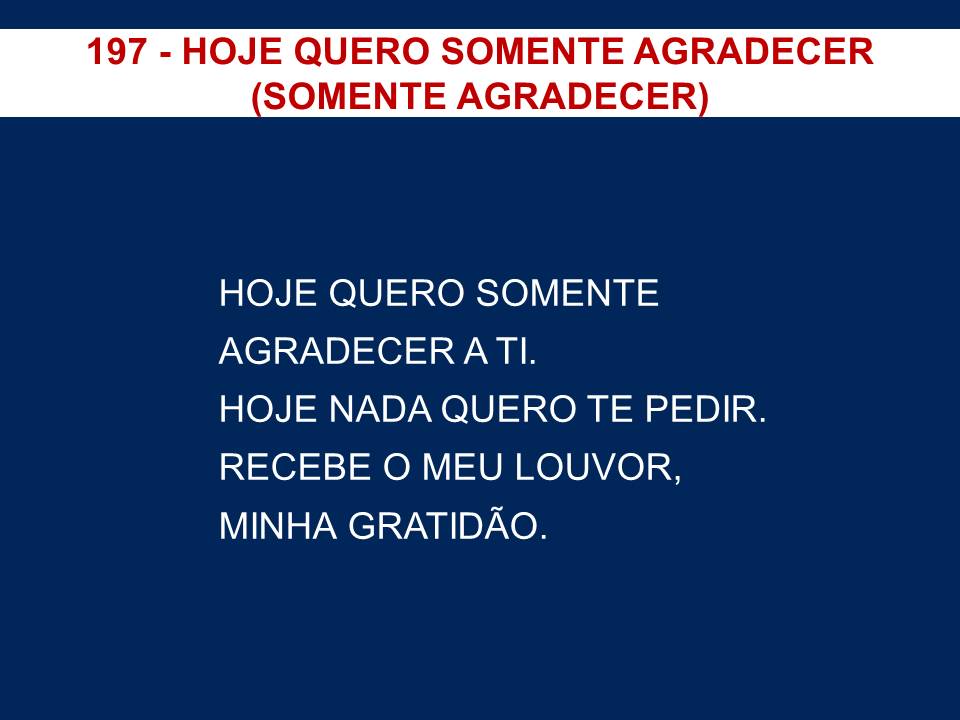 197 - HOJE QUERO SOMENTE AGRADECER
(SOMENTE AGRADECER)
HOJE QUERO SOMENTE
AGRADECER A TI.
HOJE NADA QUERO TE PEDIR.
RECEBE O MEU LOUVOR,
MINHA GRATIDÃO.